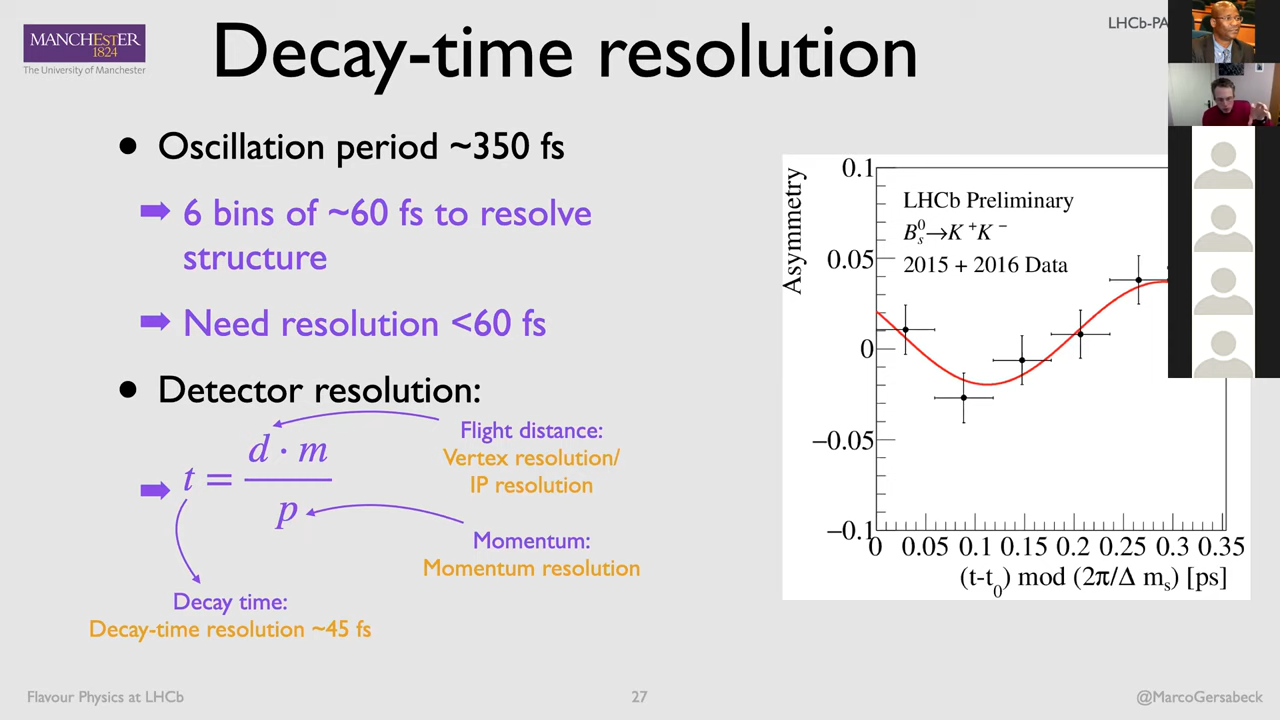 MANCHESTER
1824
The University of Manchester
Decay-time resolution
LHCb-PA
• Oscillation period ~350 fs
➡ 6 bins of ~60 fs to resolve
structure
➡ Need resolution <60 fs
• Detector resolution:
➡ t = d · m / p
Flight distance:
Vertex resolution/
IP resolution
Momentum:
Momentum resolution
Decay time:
Decay-time resolution ~45 fs
Asymmetry
0.1
0.05
0
−0.05
−0.1
LHCb Preliminary
B⁰ₛ→K⁺K⁻
2015 + 2016 Data
0 0.05 0.1 0.15 0.2 0.25 0.3 0.35
(t-t₀) mod (2π/Δ mₛ) [ps]
Flavour Physics at LHCb
27
@MarcoGersabeck